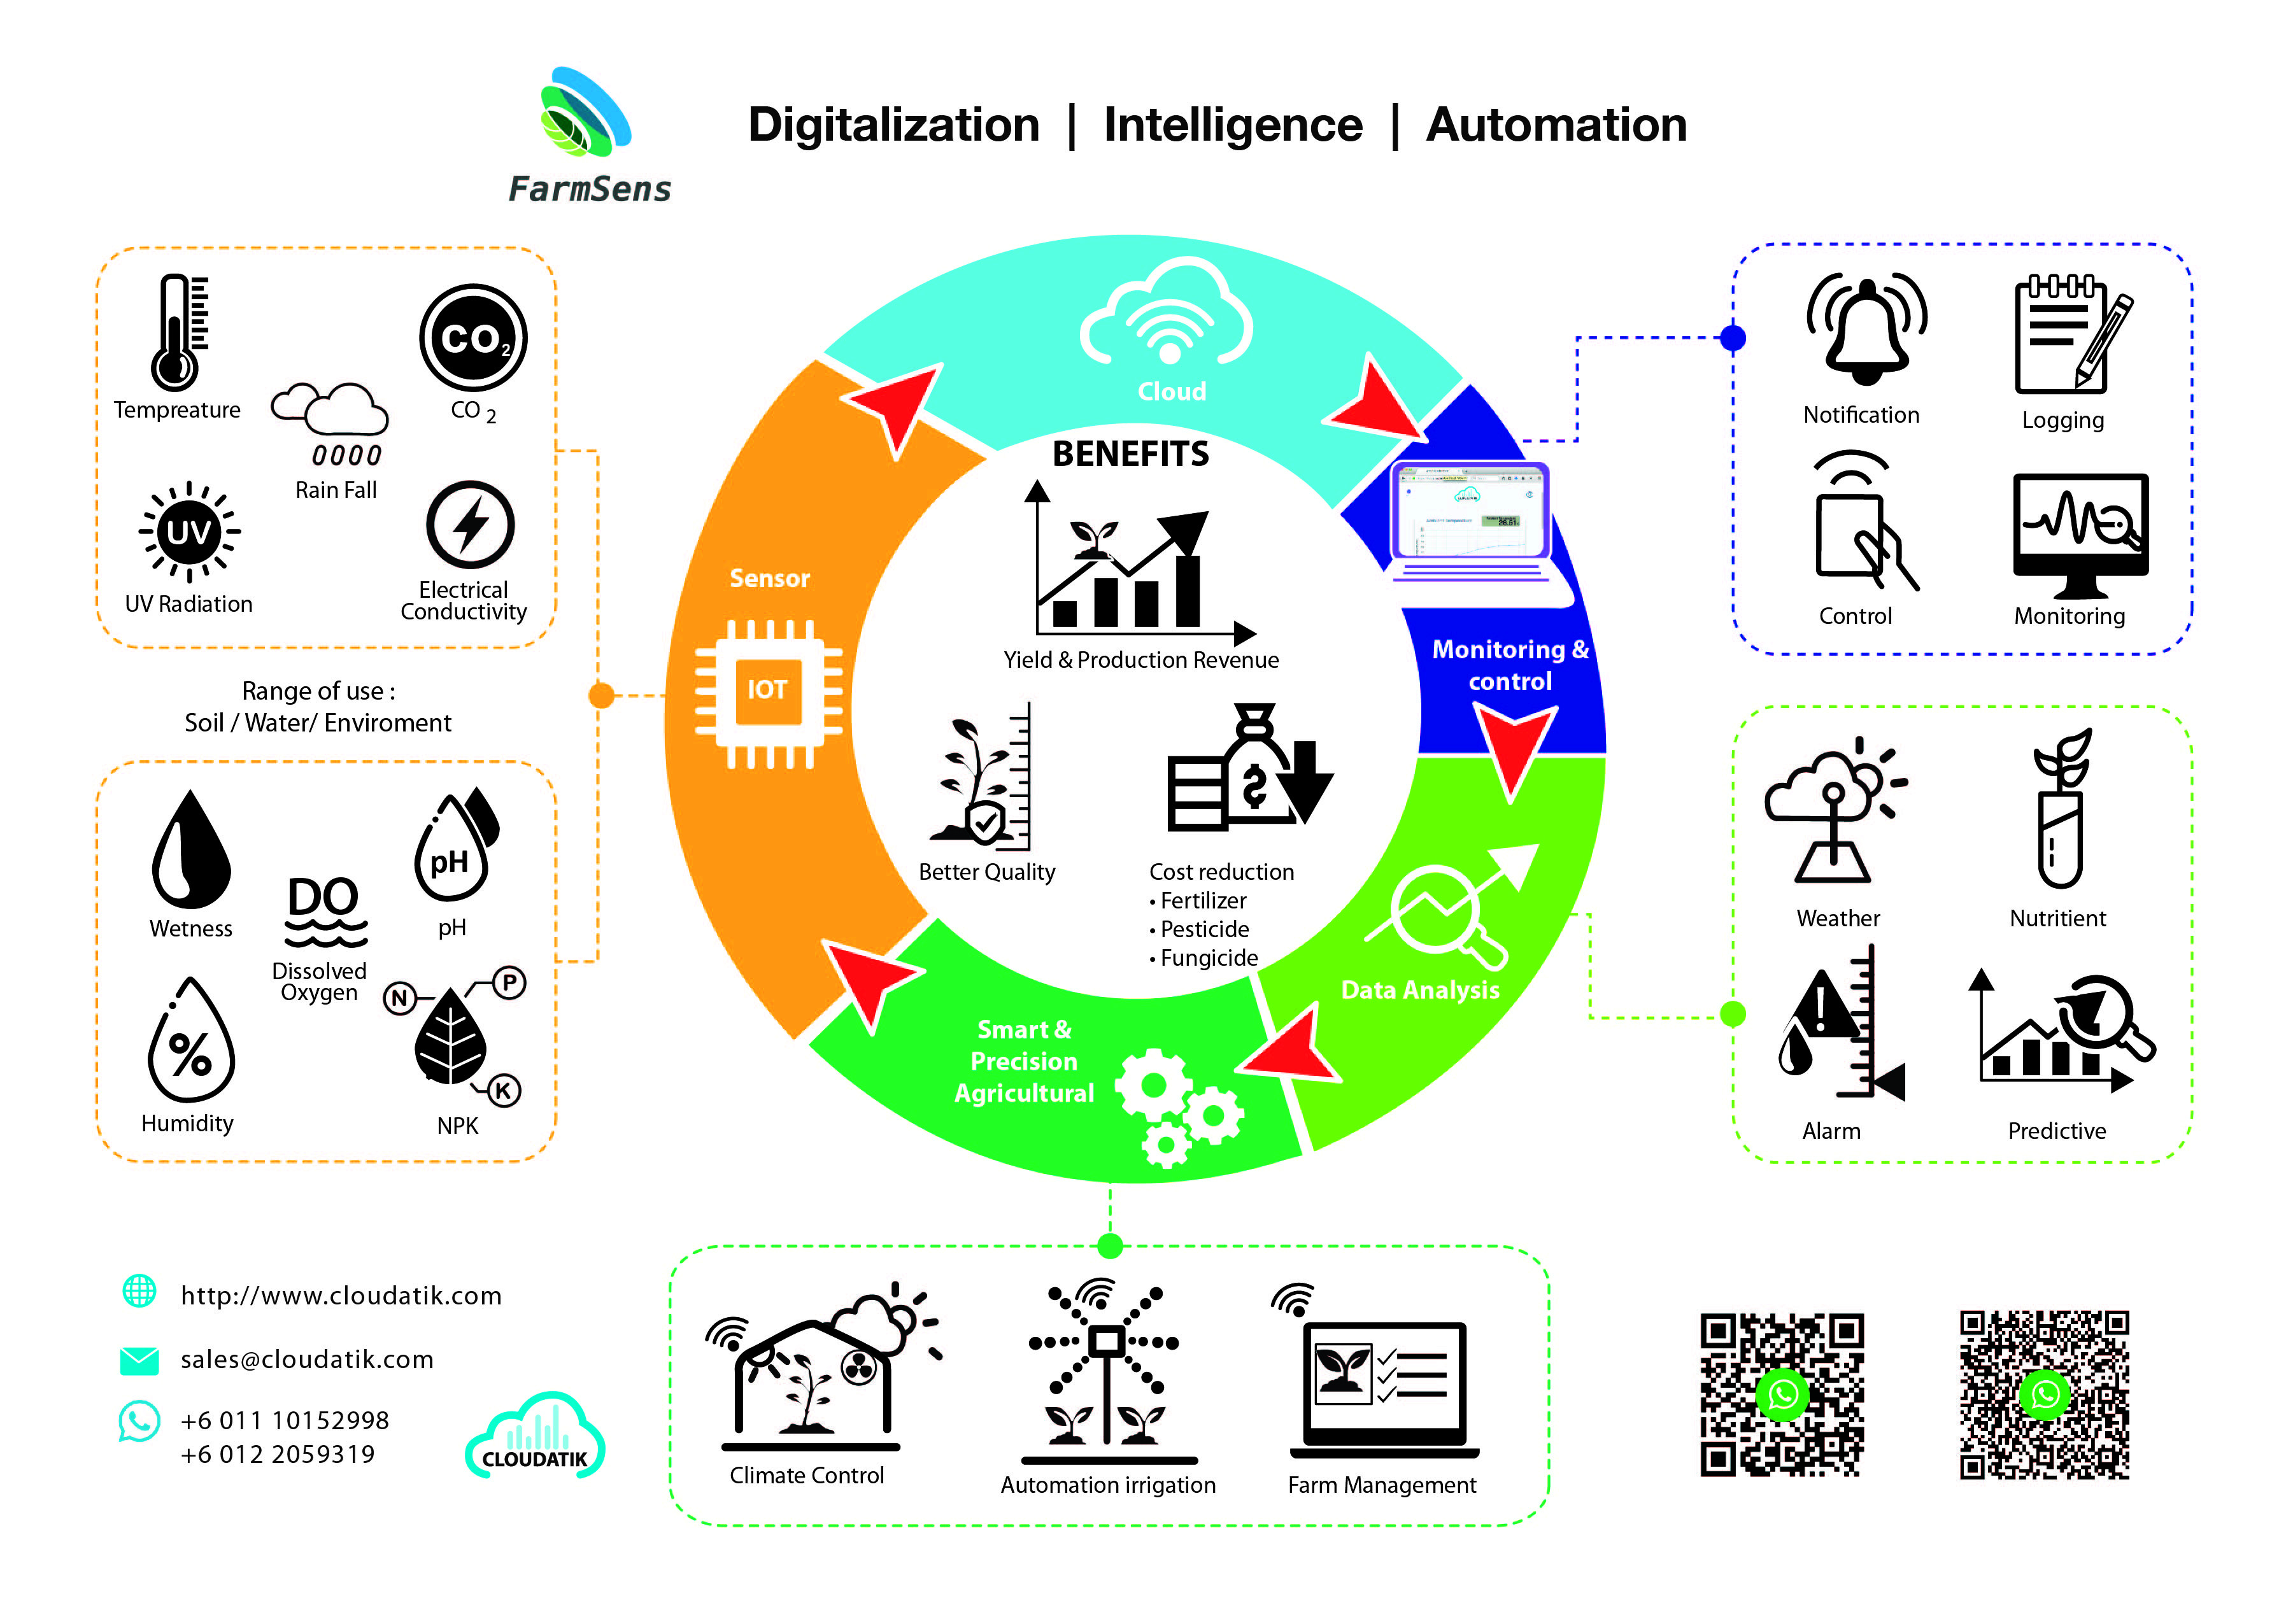 FarmSens
Digitalization | Intelligence | Automation
Tempreature
CO2
CO 2
Rain Fall
UV
UV Radiation
Electrical
Conductivity
Range of use :
Soil / Water/ Enviroment
Wetness
pH
pH
DO
Dissolved
Oxygen
Humidity
%
N
P
K
NPK
Sensor
IOT
Cloud
BENEFITS
Yield & Production Revenue
Better Quality
$
Cost reduction
• Fertilizer
• Pesticide
• Fungicide
CLOUDATIK
26.01
Monitoring &
control
Data Analysis
Smart &
Precision
Agricultural
Notification
Logging
Control
Monitoring
Weather
Nutritient
!
Alarm
Predictive
Climate Control
Automation irrigation
Farm Management
http://www.cloudatik.com
sales@cloudatik.com
+6 011 10152998
+6 012 2059319
CLOUDATIK